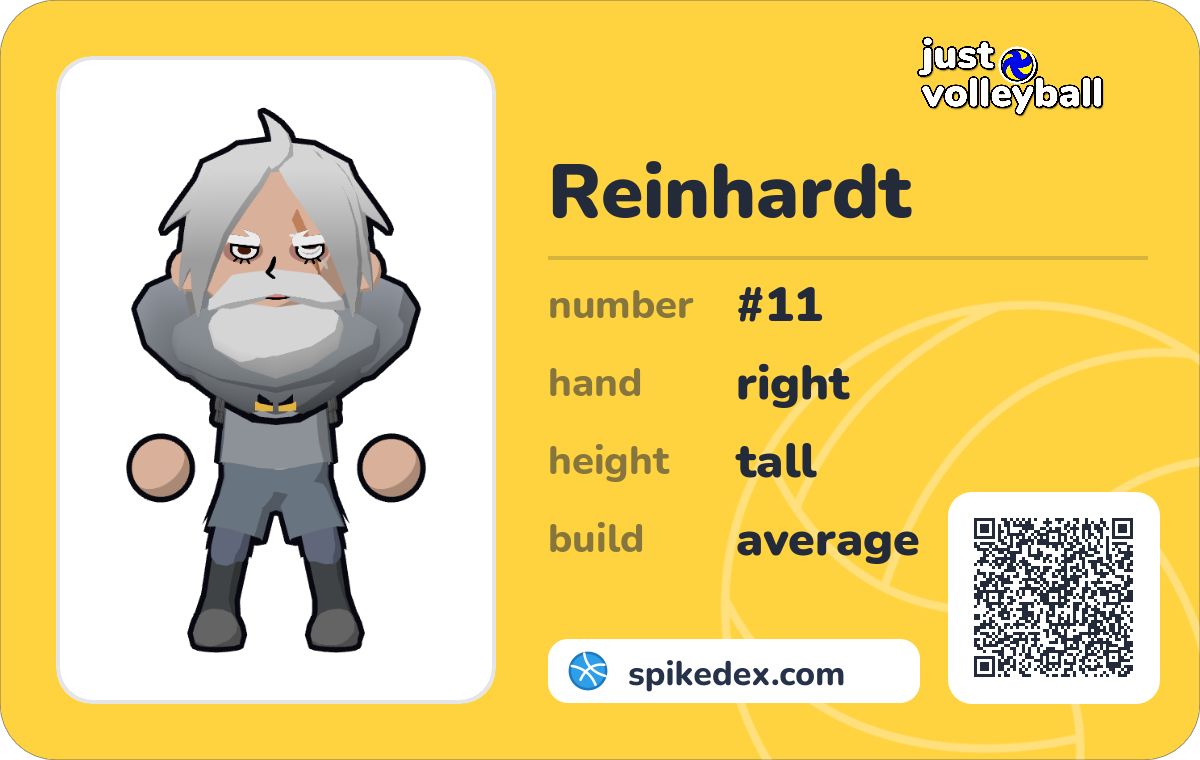 just
volleyball
Reinhardt
number #11
hand right
height tall
build average
spikedex.com